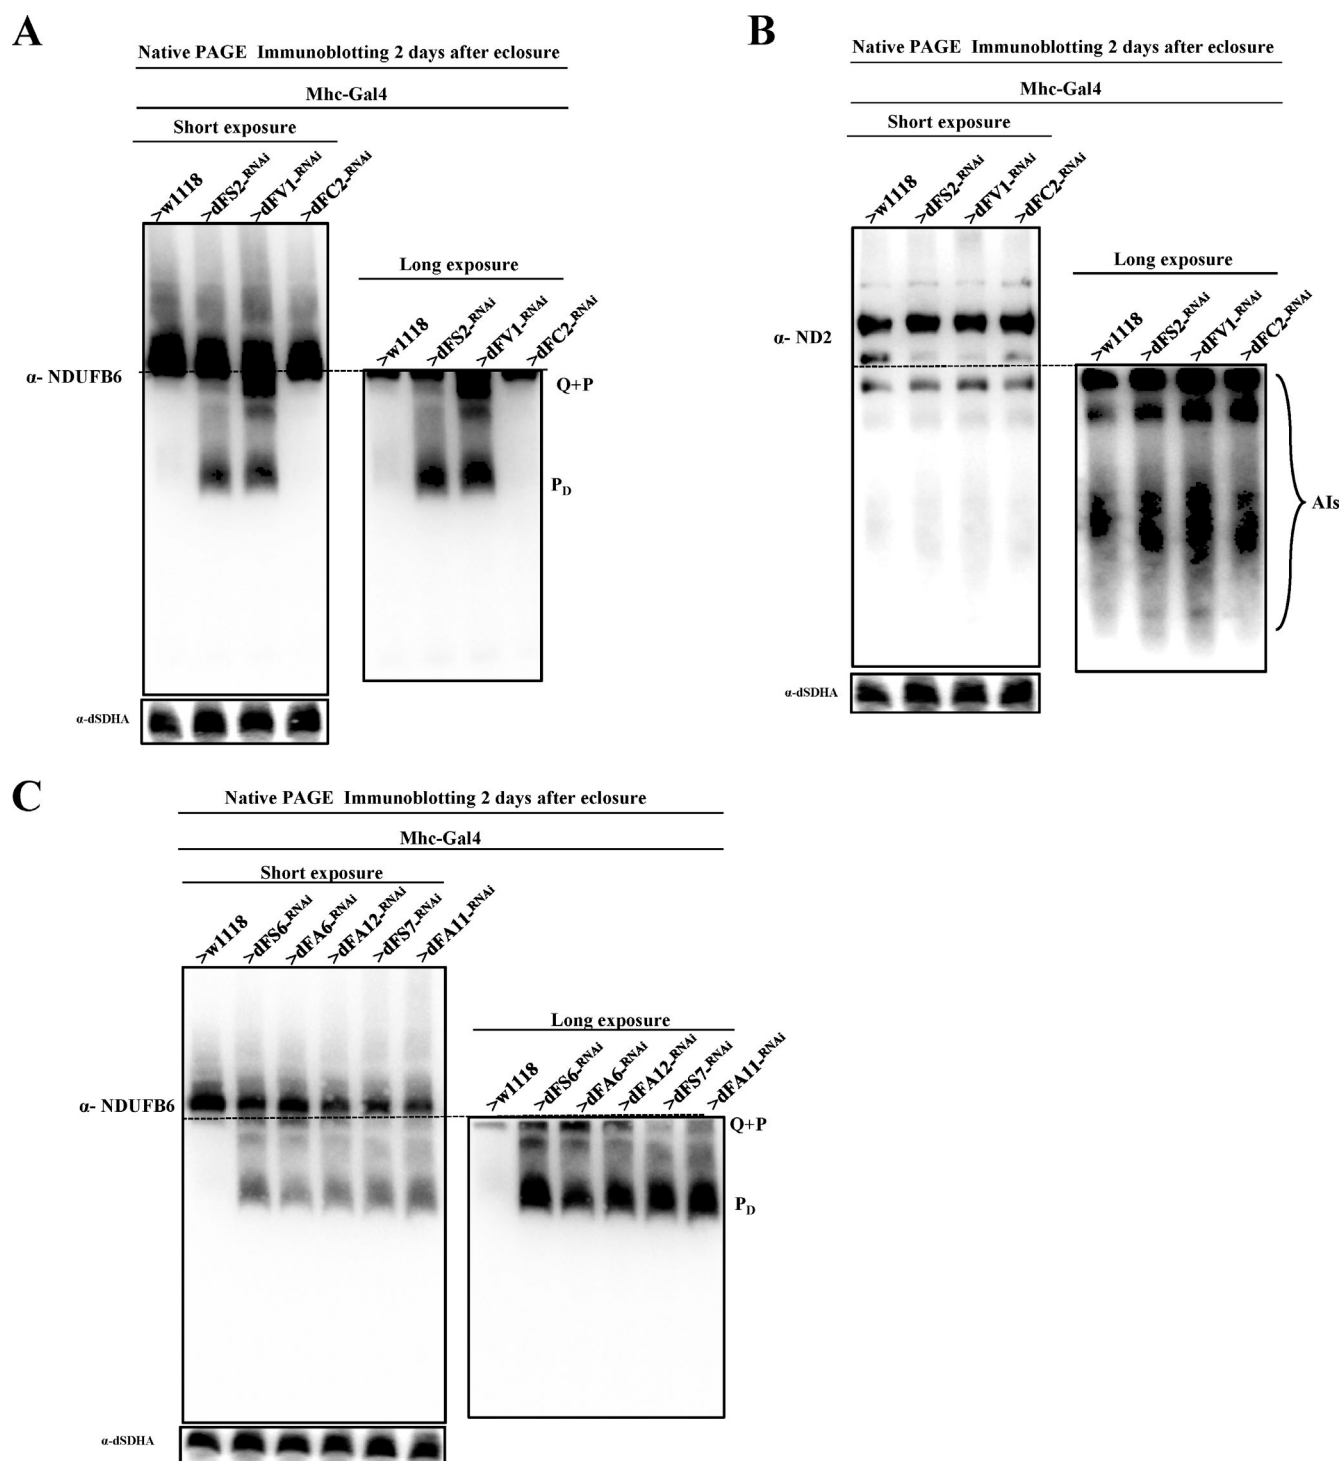 A
Native PAGE Immunoblotting 2 days after eclosure
Mhc-Gal4
Short exposure
>w1118
>dFS2-RNAi
>dFV1-RNAi
>dFC2-RNAi
Long exposure
>w1118
>dFS2-RNAi
>dFV1-RNAi
>dFC2-RNAi
α- NDUFB6
Q+P
PD
α-dSDHA
B
Native PAGE Immunoblotting 2 days after eclosure
Mhc-Gal4
Short exposure
>w1118
>dFS2-RNAi
>dFV1-RNAi
>dFC2-RNAi
Long exposure
>w1118
>dFS2-RNAi
>dFV1-RNAi
>dFC2-RNAi
α- ND2
AIs
α-dSDHA
C
Native PAGE Immunoblotting 2 days after eclosure
Mhc-Gal4
Short exposure
>w1118
>dFS6-RNAi
>dFA6-RNAi
>dFA12-RNAi
>dFS7-RNAi
>dFA11-RNAi
Long exposure
>w1118
>dFS6-RNAi
>dFA6-RNAi
>dFA12-RNAi
>dFS7-RNAi
>dFA11-RNAi
α- NDUFB6
Q+P
PD
α-dSDHA